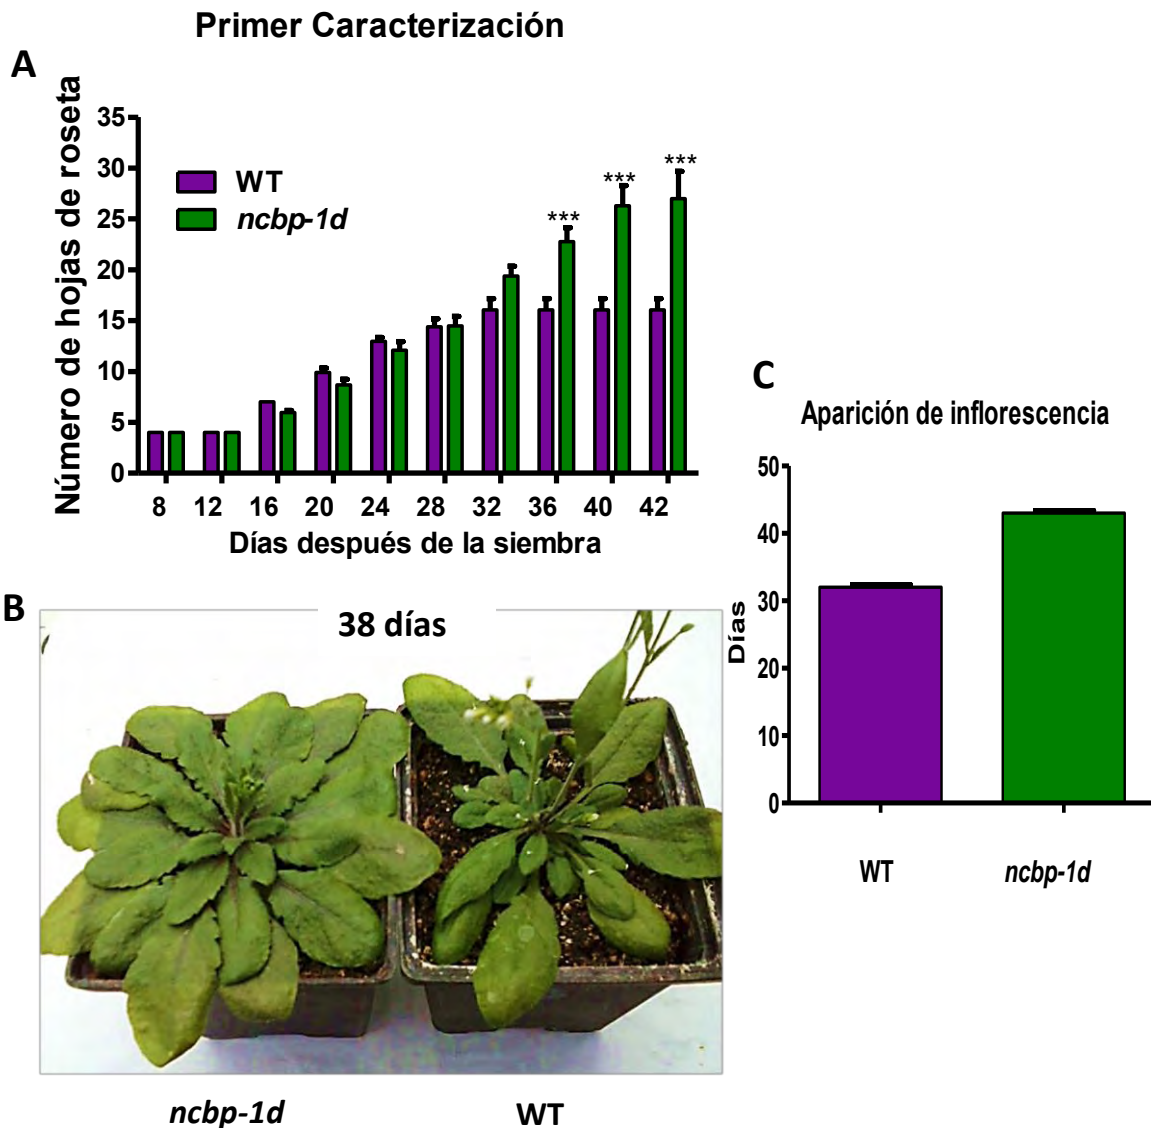 Primer Caracterización
A
Número de hojas de roseta
35
30
25
20
15
10
5
0
WT
ncbp-1d
***
***
***
8 12 16 20 24 28 32 36 40 42
Días después de la siembra
C
Aparición de inflorescencia
50
40
30
20
10
0
Días
WT ncbp-1d
B
38 días
ncbp-1d WT